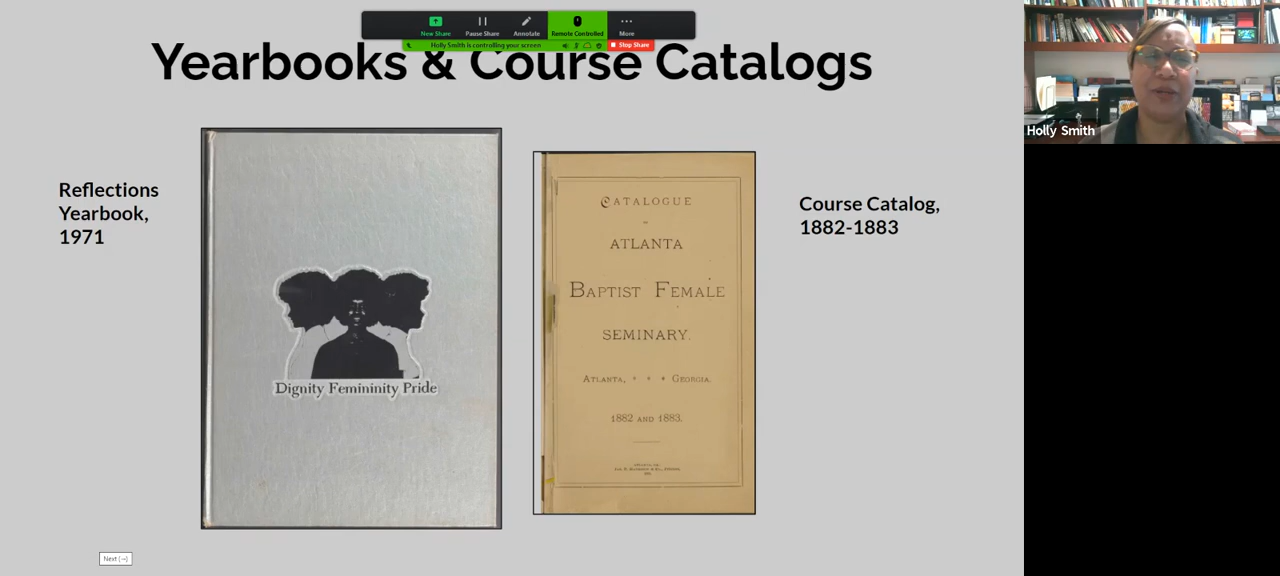 New Share
Pause Share
Annotate
Remote Controlled
More
Holly Smith is controlling your screen
Stop Share
Yearbooks & Course Catalogs
Reflections
Yearbook,
1971
Dignity Femininity Pride
CATALOGUE
ATLANTA
BAPTIST FEMALE
SEMINARY.
ATLANTA, GEORGIA.
1882 AND 1883.
Course Catalog,
1882-1883
Holly Smith
Next (→)